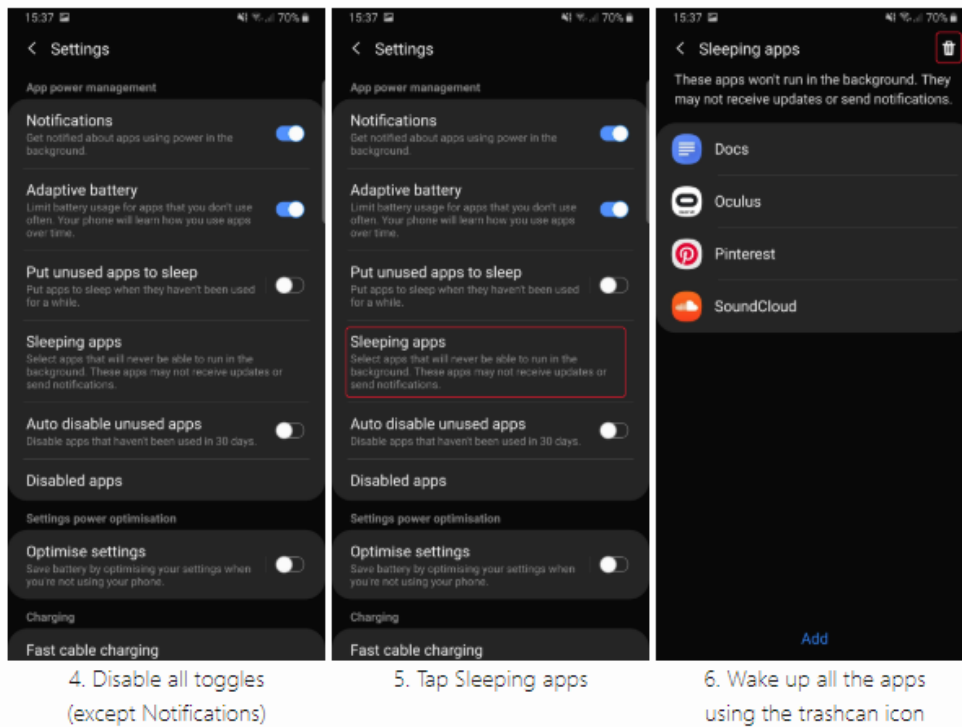 15:37 70%
Settings
App power management
Notifications
Get notified about apps using power in the
background.
Adaptive battery
Limit battery usage for apps that you don't use
often. Your phone will learn how you use apps
over time.
Put unused apps to sleep
Put apps to sleep when they haven't been used
for a while.
Sleeping apps
Select apps that will never be able to run in the
background. These apps may not receive updates or
send notifications.
Auto disable unused apps
Disable apps that haven't been used in 30 days.
Disabled apps
Settings power optimisation
Optimise settings
Save battery by optimising your settings when
you're not using your phone.
Charging
Fast cable charging
4. Disable all toggles
(except Notifications)
15:37 70%
Settings
App power management
Notifications
Get notified about apps using power in the
background.
Adaptive battery
Limit battery usage for apps that you don't use
often. Your phone will learn how you use apps
over time.
Put unused apps to sleep
Put apps to sleep when they haven't been used
for a while.
Sleeping apps
Select apps that will never be able to run in the
background. These apps may not receive updates or
send notifications.
Auto disable unused apps
Disable apps that haven't been used in 30 days.
Disabled apps
Settings power optimisation
Optimise settings
Save battery by optimising your settings when
you're not using your phone.
Charging
Fast cable charging
5. Tap Sleeping apps
15:37 70%
Sleeping apps
These apps won't run in the background. They
may not receive updates or send notifications.
Docs
Oculus
Pinterest
SoundCloud
Add
6. Wake up all the apps
using the trashcan icon